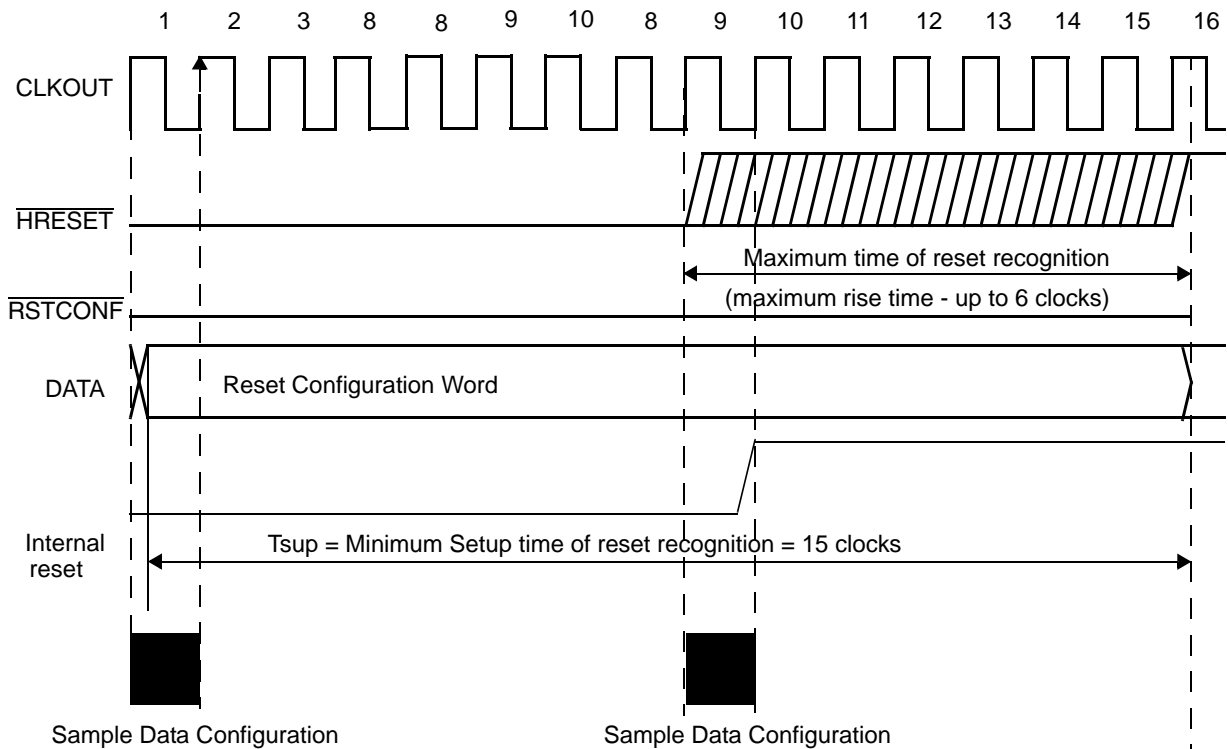 1 2 3 8 8 9 10 8 9 10 11 12 13 14 15 16
CLKOUT
HRESET
Maximum time of reset recognition
(maximum rise time - up to 6 clocks)
RSTCONF
DATA
Reset Configuration Word
Internal
reset
Tsup = Minimum Setup time of reset recognition = 15 clocks
Sample Data Configuration
Sample Data Configuration